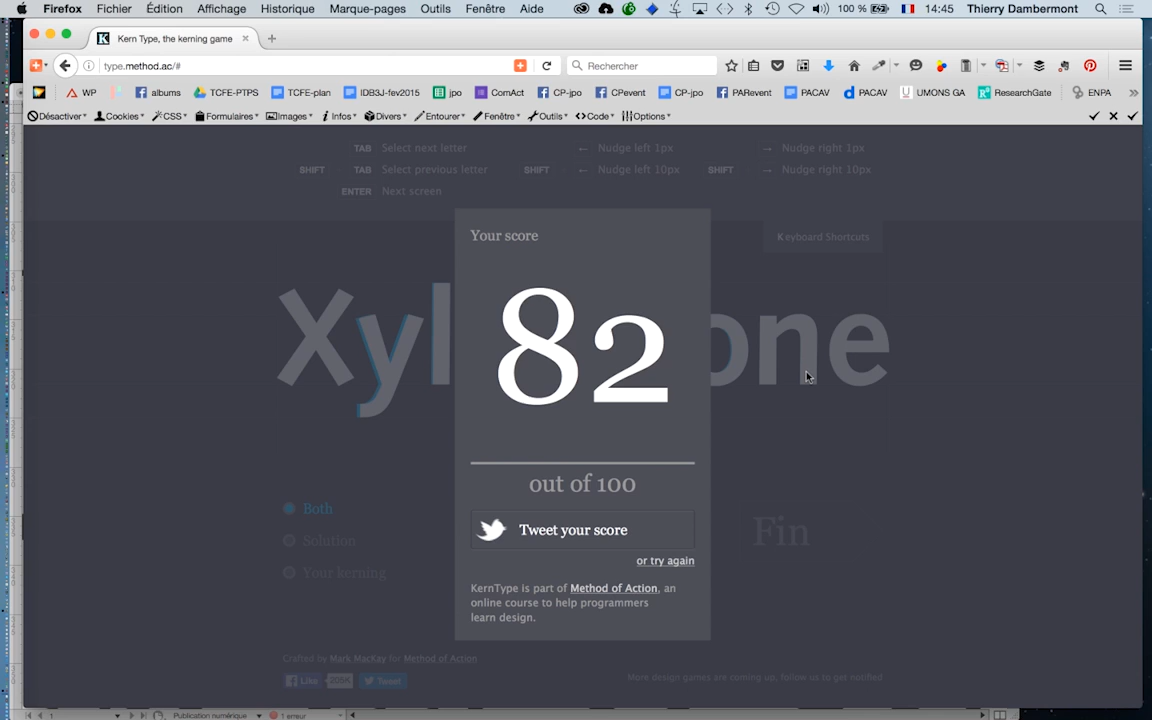 Firefox Fichier Édition Affichage Historique Marque-pages Outils Fenêtre Aide 100 % 14:45 Thierry Dambermont
Kern Type, the kerning game
type.method.ac/# Rechercher
WP albums TCFE-PTPS TCFE-plan IDB3J-fev2015 jpo ComAct CP-jpo CPevent CP-jpo PARevent PACAV PACAV UMONS GA ResearchGate ENPA
Désactiver Cookies CSS Formulaires Images Infos Divers Entourer Fenêtre Outils Code Options
TAB Select next letter ← Nudge left 1px → Nudge right 1px
SHIFT TAB Select previous letter SHIFT ← Nudge left 10px SHIFT → Nudge right 10px
ENTER Next screen
Your score
Keyboard Shortcuts
Xyl one
82
out of 100
Both
Solution
Your kerning
Fin
Tweet your score
or try again
KernType is part of Method of Action, an
online course to help programmers
learn design.
Crafted by Mark MacKay for Method of Action
More design games are coming up, follow us to get notified
Like 205K Tweet
1 Publication numérique 1 erreur